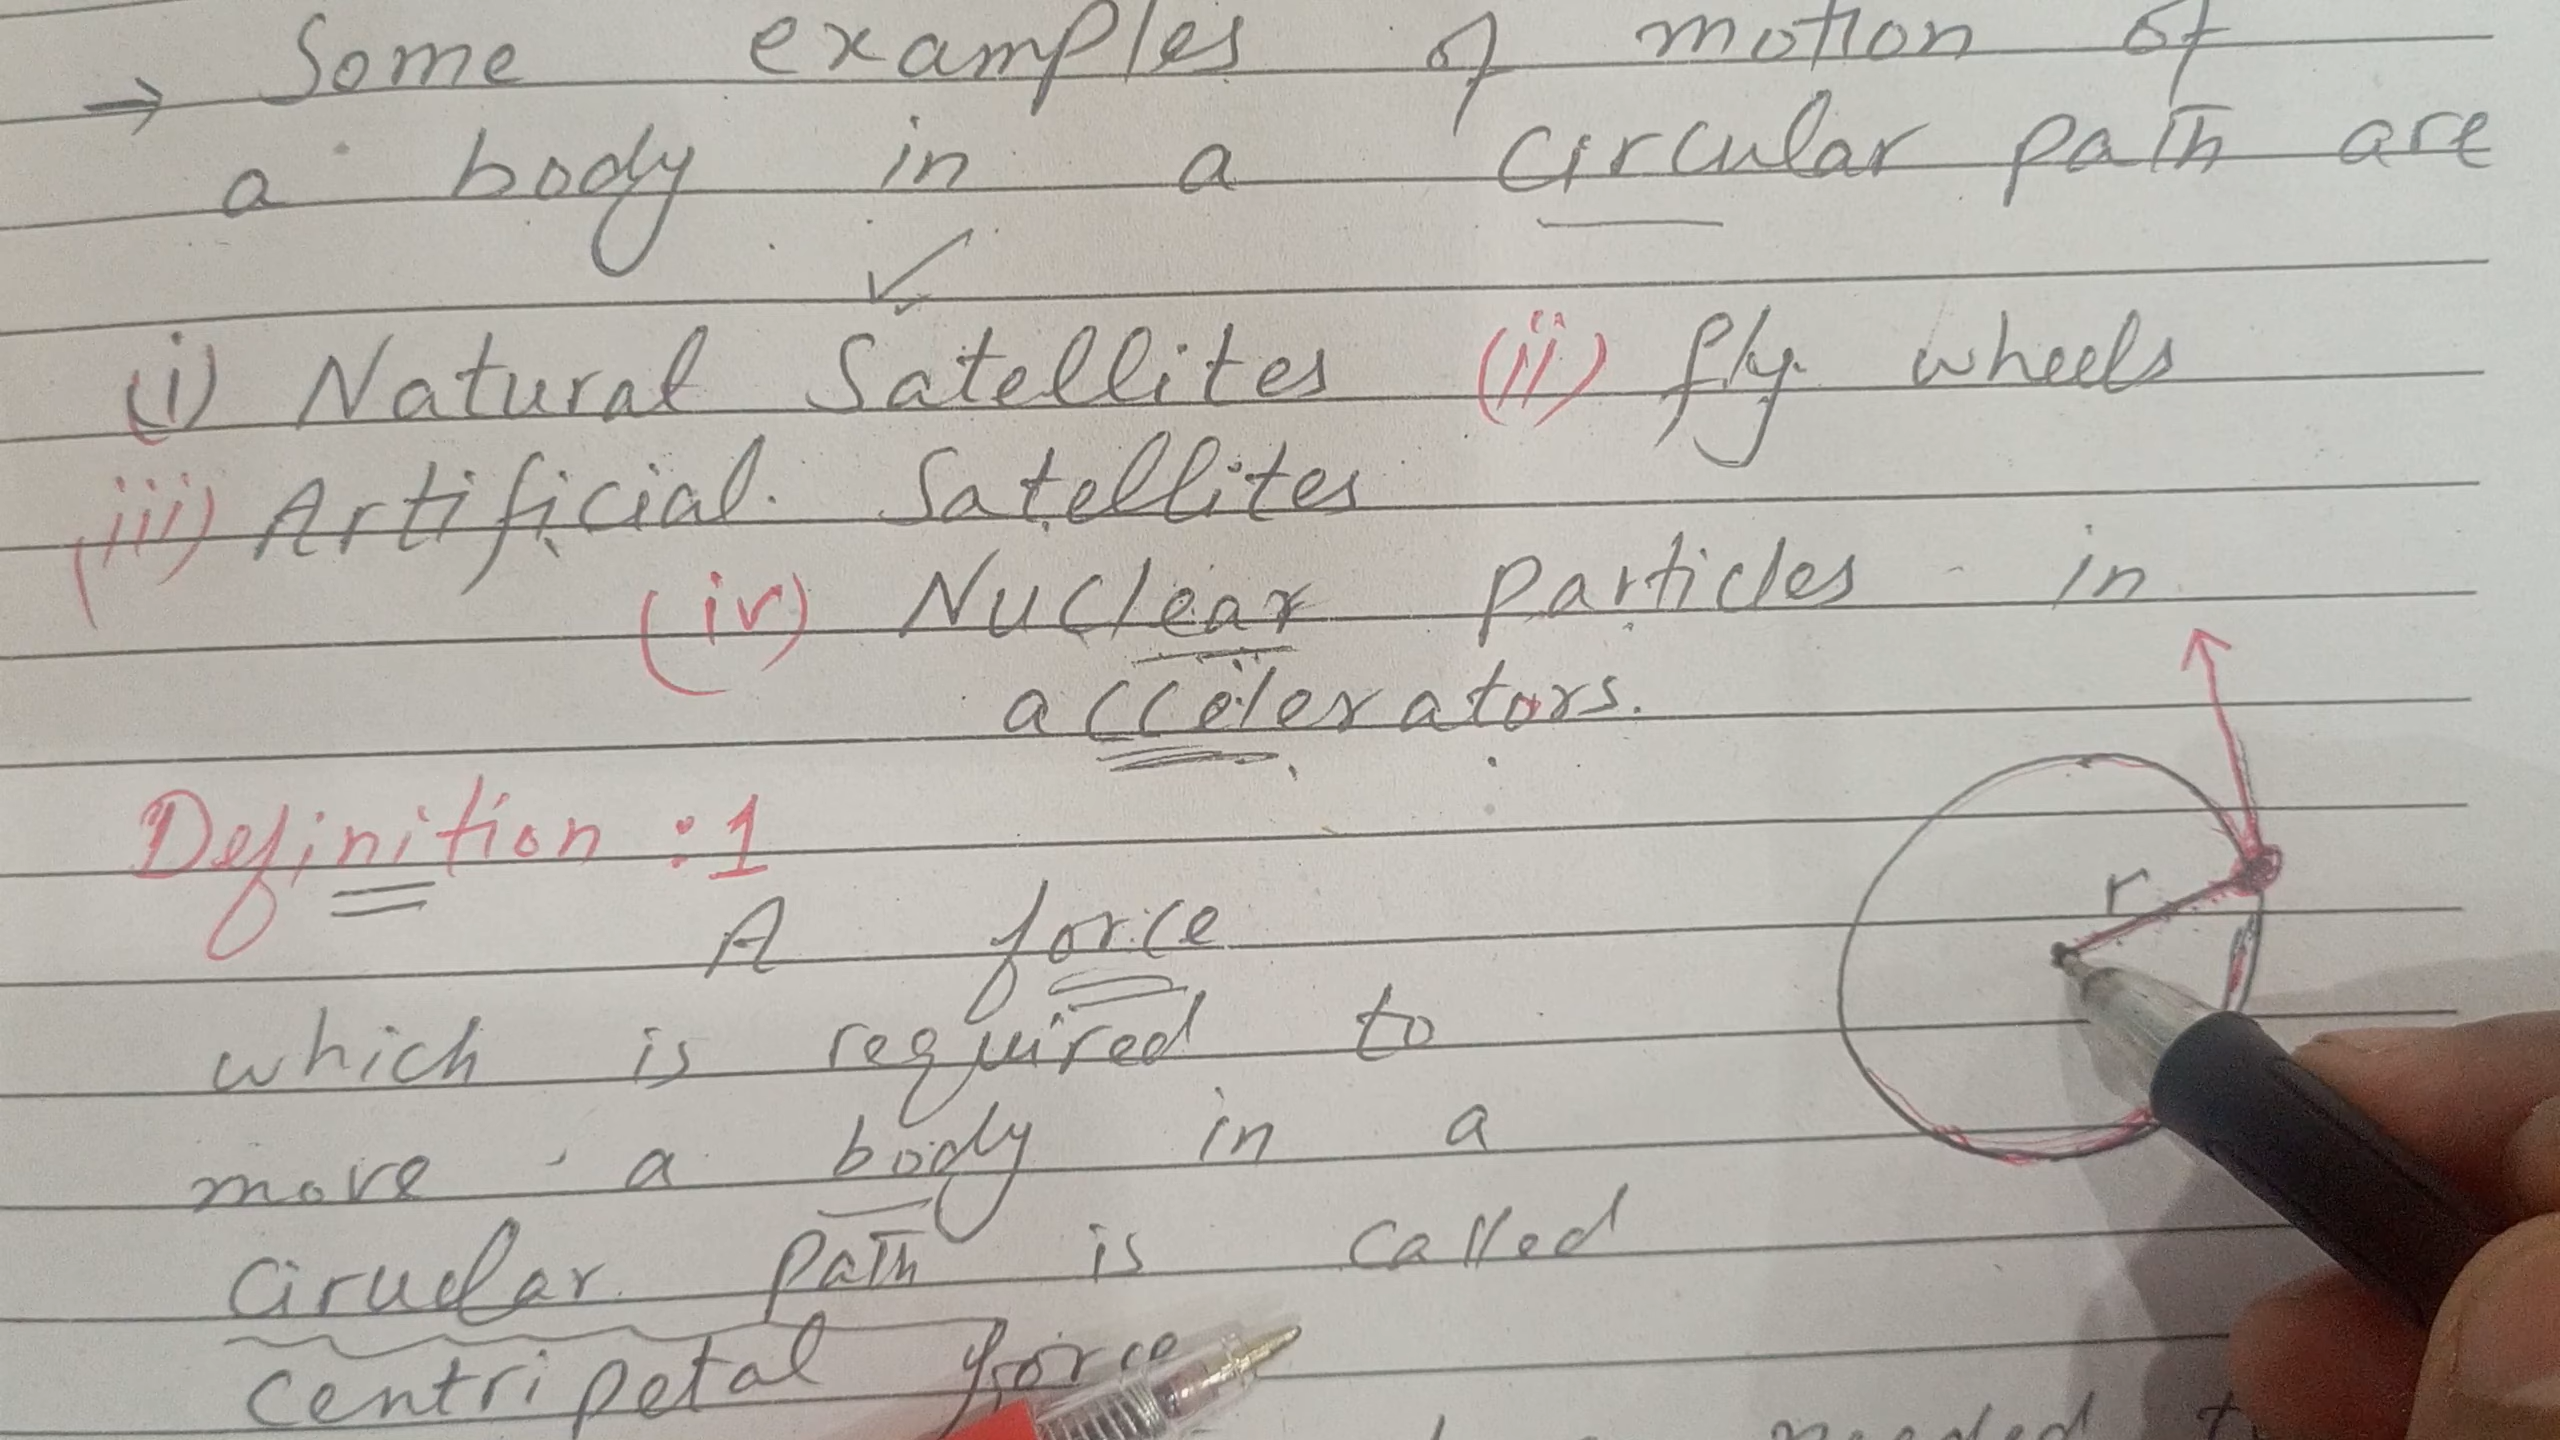 → Some examples of motion of
a body in a circular path are
(i) Natural Satellites (ii) fly wheels
(iii) Artificial Satellites
(iv) Nuclear Particles in
accelerators.
Definition : 1
A force
which is required to
move a body in a
Ciruclar path is called
Centripetal force
needed
r